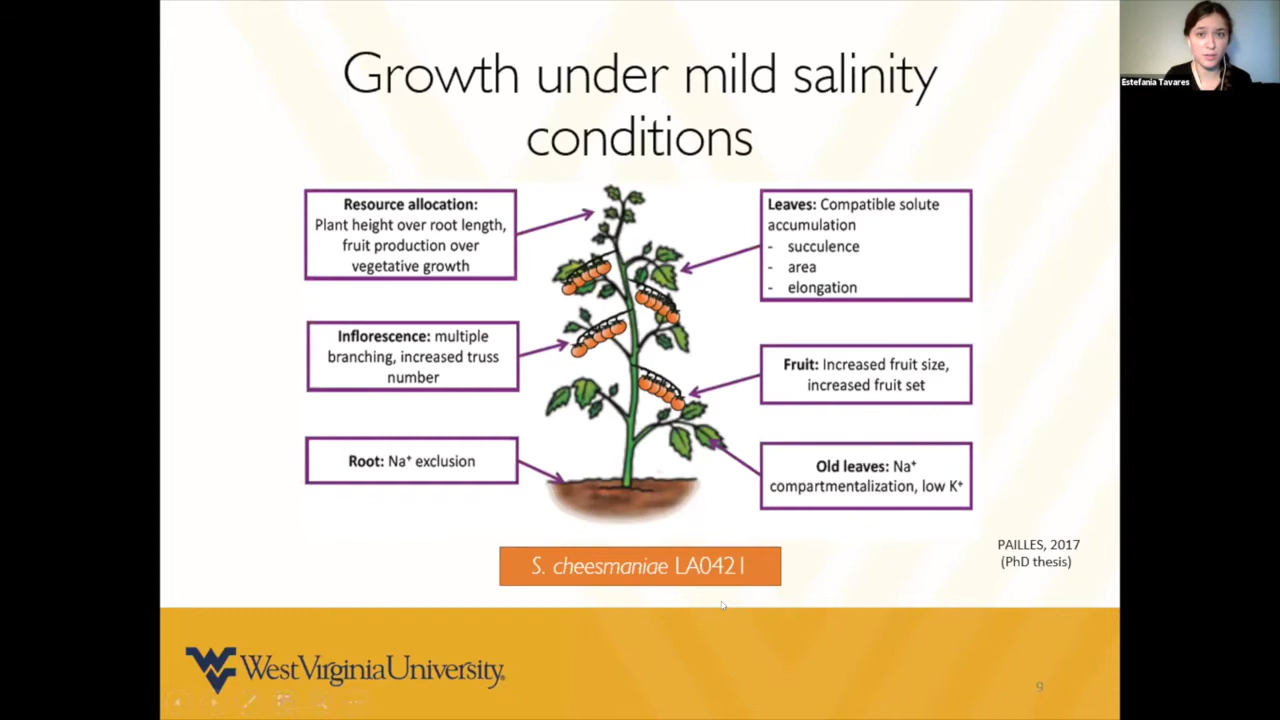 Growth under mild salinity
conditions
Estefania Tavares
Resource allocation:
Plant height over root length,
fruit production over
vegetative growth
Inflorescence: multiple
branching, increased truss
number
Root: Na⁺ exclusion
Leaves: Compatible solute
accumulation
- succulence
- area
- elongation
Fruit: Increased fruit size,
increased fruit set
Old leaves: Na⁺
compartmentalization, low K⁺
S. cheesmaniae LA0421
PAILLES, 2017
(PhD thesis)
WestVirginiaUniversity®
9